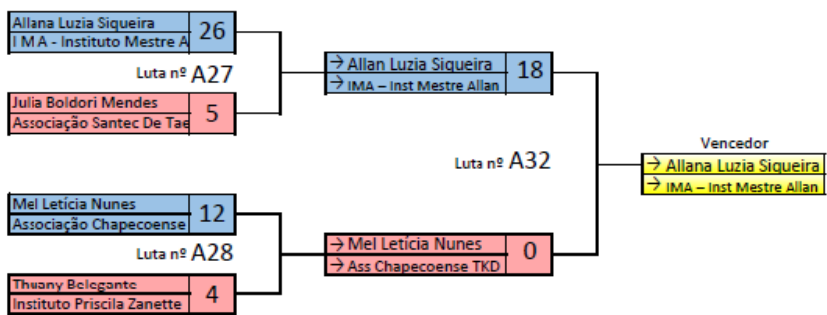 Allana Luzia Siqueira 26
I M A - Instituto Mestre A
Luta nº A27
Julia Boldori Mendes 5
Associação Santec De Tae
→ Allan Luzia Siqueira 18
→ IMA – Inst Mestre Allan
Luta nº A32
Vencedor
→ Allana Luzia Siqueira
→ IMA – Inst Mestre Allan
Mel Letícia Nunes 12
Associação Chapecoense
Luta nº A28
Thuany Belegante 4
Instituto Priscila Zanette
→ Mel Letícia Nunes 0
→ Ass Chapecoense TKD